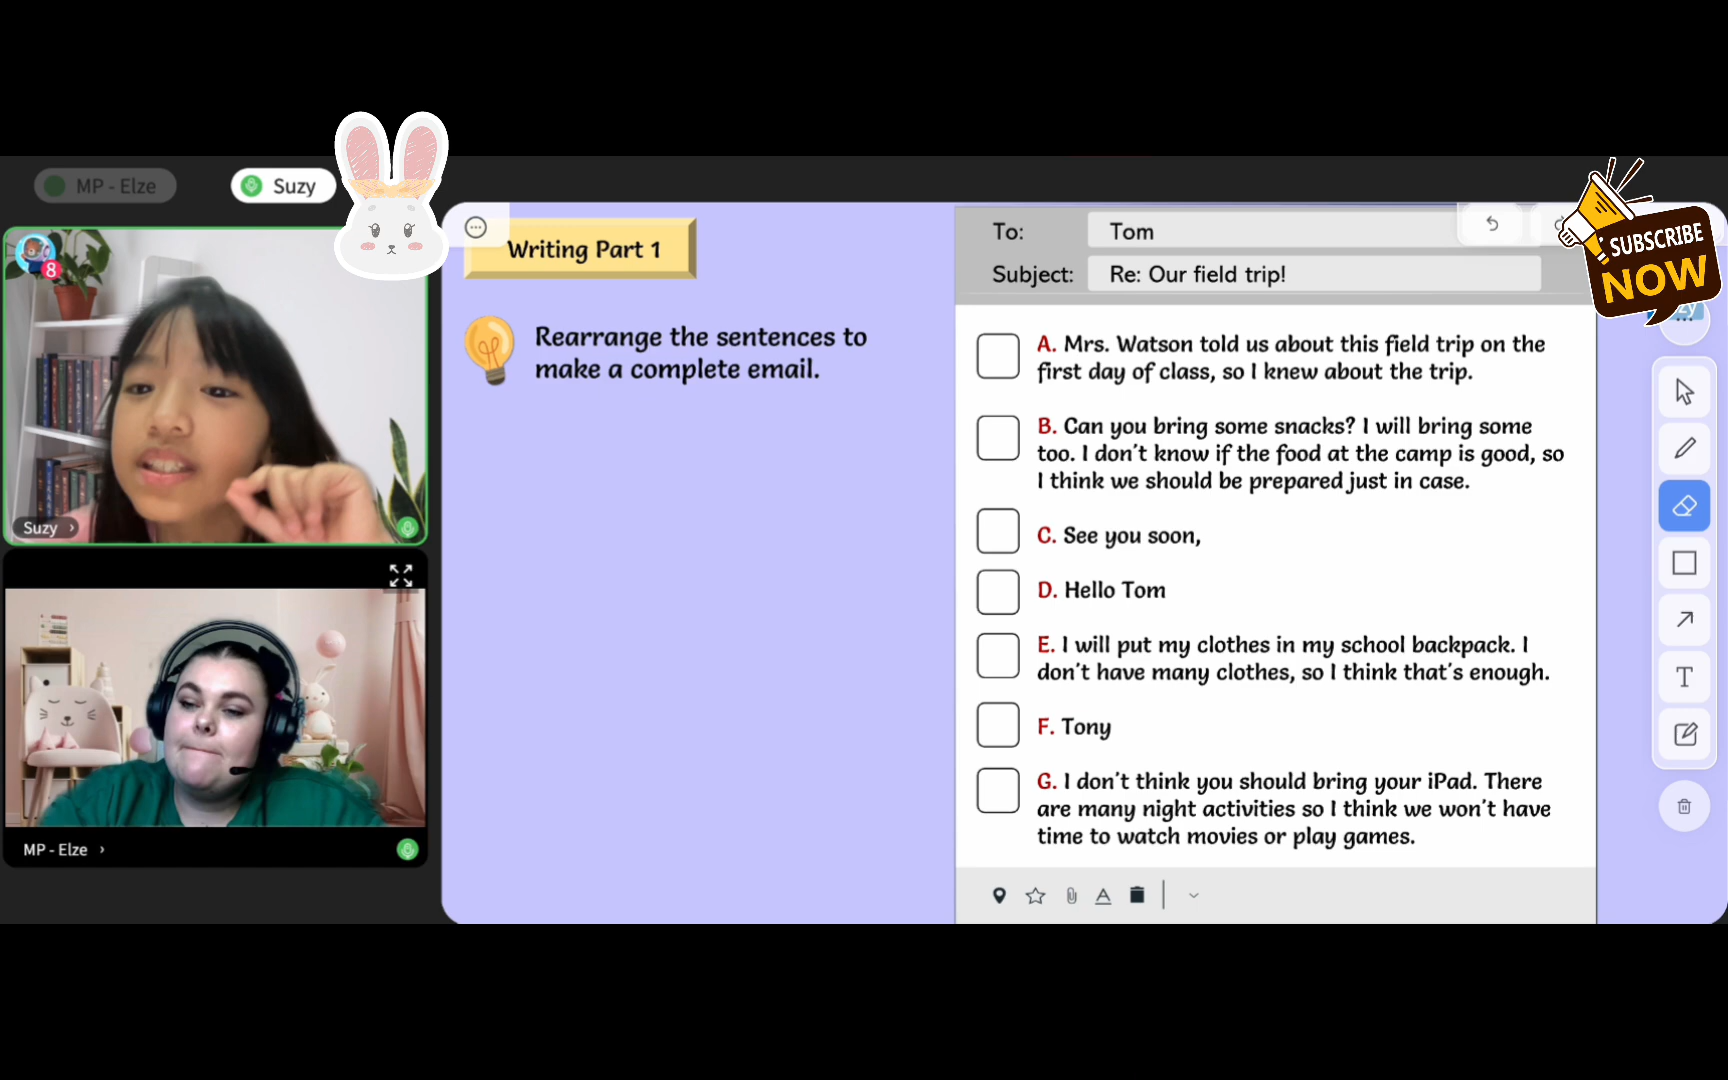 MP - Elze
Suzy
8
Suzy
MP - Elze
Writing Part 1
Rearrange the sentences to
make a complete email.
To:
Tom
Subject:
Re: Our field trip!
A. Mrs. Watson told us about this field trip on the
first day of class, so I knew about the trip.
B. Can you bring some snacks? I will bring some
too. I don't know if the food at the camp is good, so
I think we should be prepared just in case.
C. See you soon,
D. Hello Tom
E. I will put my clothes in my school backpack. I
don't have many clothes, so I think that's enough.
F. Tony
G. I don't think you should bring your iPad. There
are many night activities so I think we won't have
time to watch movies or play games.
SUBSCRIBE
NOW
T